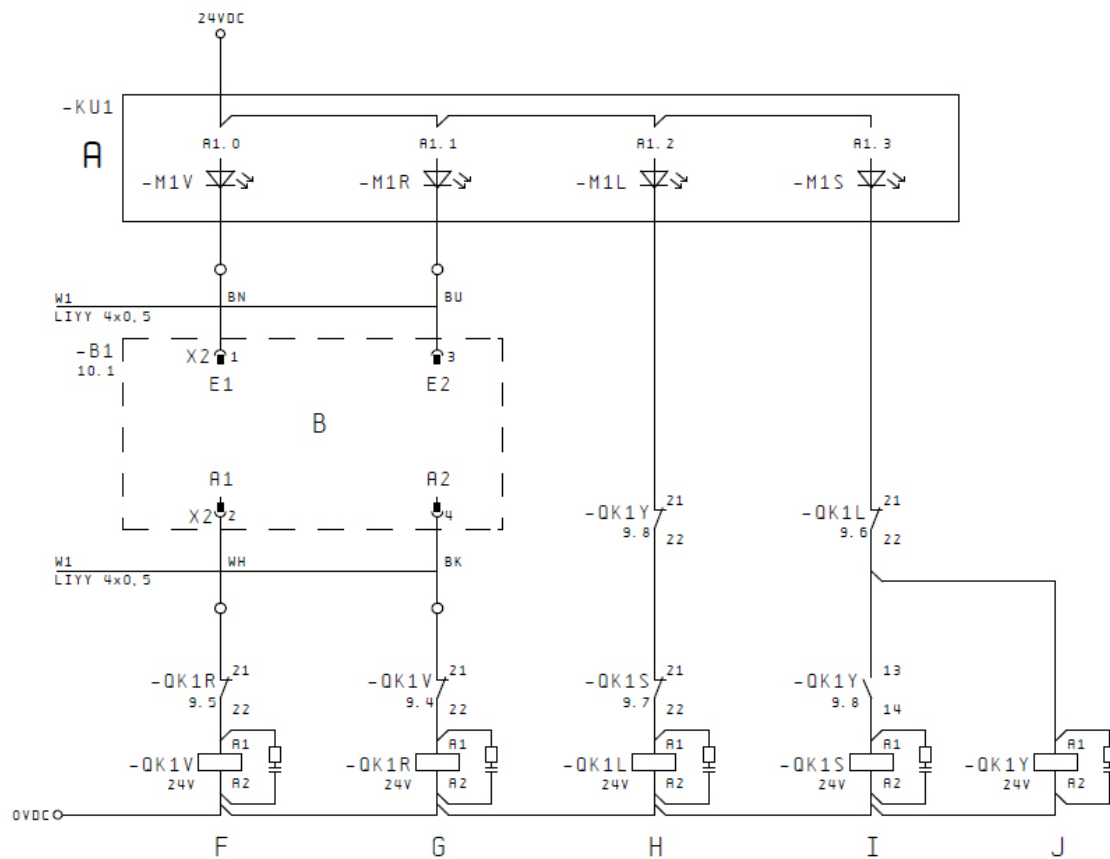 24VDC
-KU1
A
A1.0 A1.1 A1.2 A1.3
-M1V -M1R -M1L -M1S
W1 BN BU
LIYY 4x0,5
-B1 X2 1 3
10.1
E1 E2
B
A1 A2
X2 2 4
-QK1Y 21 -QK1L 21
9.8 22 9.6 22
W1 WH BK
LIYY 4x0,5
-QK1R 21 -QK1V 21 -QK1S 21 -QK1Y 13
9.5 22 9.4 22 9.7 22 9.8 14
A1 A1 A1 A1 A1
-QK1V -QK1R -QK1L -QK1S -QK1Y
24V A2 24V A2 24V A2 24V A2 24V A2
0VDC
F G H I J